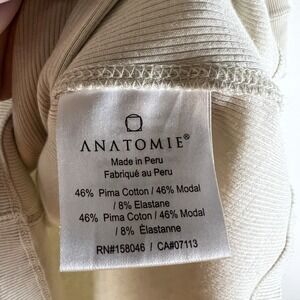 ANATOMIE®
Made in Peru
Fabriqué au Peru
46% Pima Cotton / 46% Modal
/ 8% Elastane
46% Pima Coton / 46% Modal
/ 8% Élastanne
RN#158046 / CA#07113